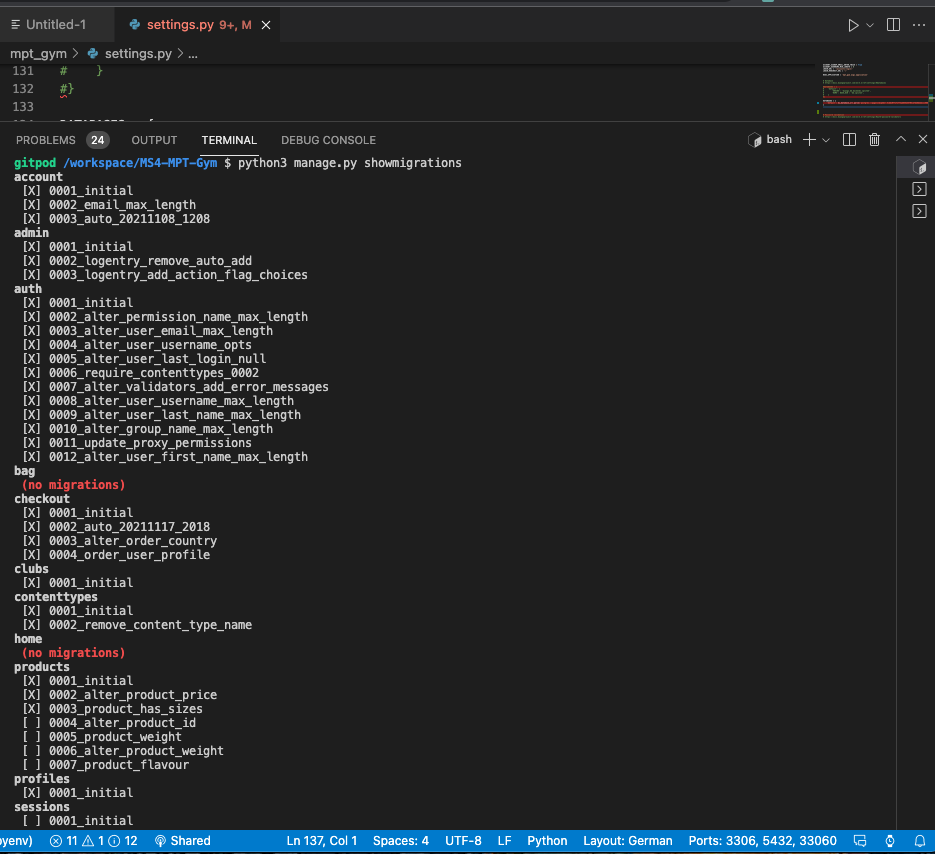 Untitled-1 settings.py 9+, M
mpt_gym > settings.py > ...
131 # }
132 #}
133
PROBLEMS 24 OUTPUT TERMINAL DEBUG CONSOLE bash
gitpod /workspace/MS4-MPT-Gym $ python3 manage.py showmigrations
account
[X] 0001_initial
[X] 0002_email_max_length
[X] 0003_auto_20211108_1208
admin
[X] 0001_initial
[X] 0002_logentry_remove_auto_add
[X] 0003_logentry_add_action_flag_choices
auth
[X] 0001_initial
[X] 0002_alter_permission_name_max_length
[X] 0003_alter_user_email_max_length
[X] 0004_alter_user_username_opts
[X] 0005_alter_user_last_login_null
[X] 0006_require_contenttypes_0002
[X] 0007_alter_validators_add_error_messages
[X] 0008_alter_user_username_max_length
[X] 0009_alter_user_last_name_max_length
[X] 0010_alter_group_name_max_length
[X] 0011_update_proxy_permissions
[X] 0012_alter_user_first_name_max_length
bag
(no migrations)
checkout
[X] 0001_initial
[X] 0002_auto_20211117_2018
[X] 0003_alter_order_country
[X] 0004_order_user_profile
clubs
[X] 0001_initial
contenttypes
[X] 0001_initial
[X] 0002_remove_content_type_name
home
(no migrations)
products
[X] 0001_initial
[X] 0002_alter_product_price
[X] 0003_product_has_sizes
[ ] 0004_alter_product_id
[ ] 0005_product_weight
[ ] 0006_alter_product_weight
[ ] 0007_product_flavour
profiles
[X] 0001_initial
sessions
[ ] 0001_initial
pyenv) 11 1 12 Shared Ln 137, Col 1 Spaces: 4 UTF-8 LF Python Layout: German Ports: 3306, 5432, 33060